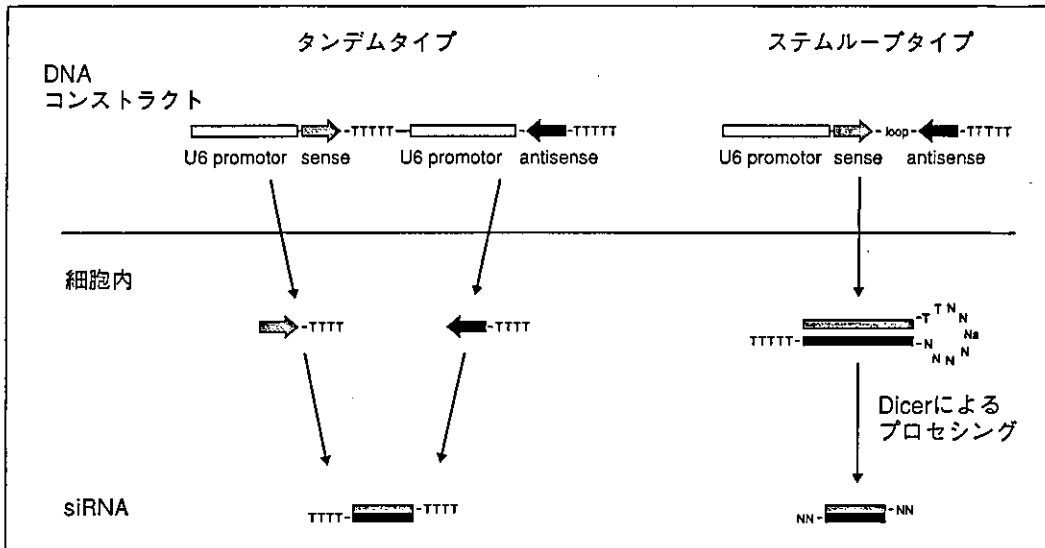 タンデムタイプ
ステムループタイプ
DNA
コンストラクト
-TTTTT- -TTTTT
- loop - -TTTTT
U6 promotor sense U6 promotor antisense
U6 promotor sense antisense
細胞内
-TTTT
-TTTT
-T T N N Na N N N -N
TTTTT-
Dicerによる
プロセシング
siRNA
TTTT- -TTTT
NN- -NN